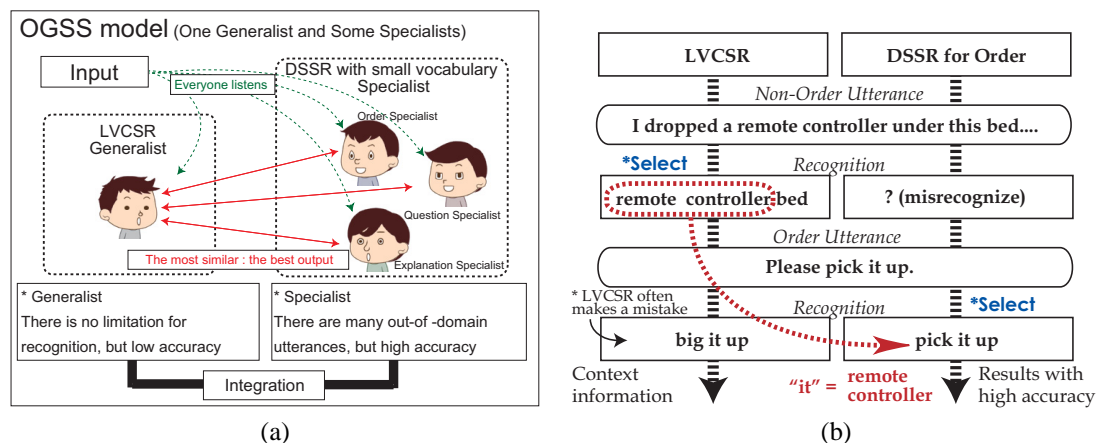 OGSS model (One Generalist and Some Specialists)
Input
Everyone listens
DSSR with small vocabulary
Specialist
Order Specialist
LVCSR
Generalist
Question Specialist
The most similar : the best output
Explanation Specialist
* Generalist
There is no limitation for
recognition, but low accuracy
* Specialist
There are many out-of -domain
utterances, but high accuracy
Integration
(a)
LVCSR
DSSR for Order
Non-Order Utterance
I dropped a remote controller under this bed....
*Select
Recognition
remote controller bed
? (misrecognize)
Order Utterance
Please pick it up.
* LVCSR often
makes a mistake
Recognition
*Select
big it up
pick it up
Context
information
"it" = remote
controller
Results with
high accuracy
(b)